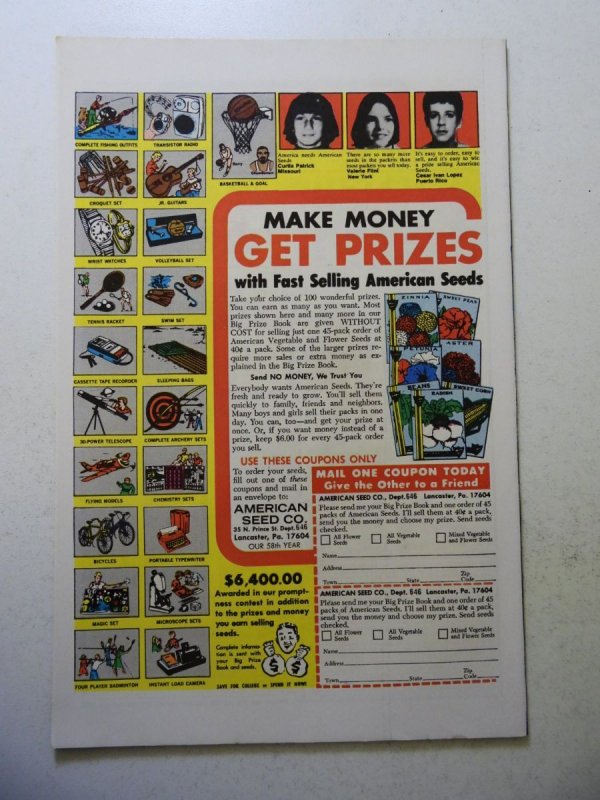 COMPLETE FISHING OUTFITS
TRANSISTOR RADIO
CROQUET SET
JR. GUITARS
WRIST WATCHES
VOLLEYBALL SET
TENNIS RACKET
SWIM SET
CASSETTE TAPE RECORDER
SLEEPING BAGS
30-POWER TELESCOPE
COMPLETE ARCHERY SETS
FLYING MODELS
CHEMISTRY SETS
BICYCLES
PORTABLE TYPEWRITER
MAGIC SET
MICROSCOPE SETS
FOUR PLAYER BADMINTON
INSTANT LOAD CAMERA
BASKETBALL & GOAL
America needs American
Seeds
Curtis Patrick
Missouri
There are so many more
seeds in the packets than
most packets you sell today.
Valerie Flint
New York
It's easy to order, easy to
sell, and it's easy to win
a prize selling American
Seeds.
Cesar Ivan Lopez
Puerto Rico
MAKE MONEY
GET PRIZES
with Fast Selling American Seeds
Take your choice of 100 wonderful prizes.
You can earn as many as you want. Most
prizes shown here and many more in our
Big Prize Book are given WITHOUT
COST for selling just one 45-pack order of
American Vegetable and Flower Seeds at
40¢ a pack. Some of the larger prizes re-
quire more sales or extra money as ex-
plained in the Big Prize Book.
Send NO MONEY, We Trust You
Everybody wants American Seeds. They're
fresh and ready to grow. You'll sell them
quickly to family, friends and neighbors.
Many boys and girls sell their packs in one
day. You can, too—and get your prize at
once. Or, if you want money instead of a
prize, keep $6.00 for every 45-pack order
you sell.
ZINNIA
SWEET PEAS
PETUNIA
ASTER
BEANS
RADISH
SWEET CORN
USE THESE COUPONS ONLY
To order your seeds,
fill out one of these
coupons and mail in
an envelope to:
AMERICAN
SEED CO.
35 N. Prince St. Dept. 646
Lancaster, Pa. 17604
OUR 58th YEAR
$6,400.00
Awarded in our prompt-
ness contest in addition
to the prizes and money
you earn selling
seeds.
Complete informa-
tion is sent with
your Big Prize
Book and seeds.
SAVE FOR COLLEGE or SPEND IT NOW!
MAIL ONE COUPON TODAY
Give the Other to a Friend
AMERICAN SEED CO., Dept. 646 Lancaster, Pa. 17604
Please send me your Big Prize Book and one order of 45
packs of American Seeds. I'll sell them at 40¢ a pack,
send you the money and choose my prize. Send seeds
checked.
All Flower Seeds
All Vegetable Seeds
Mixed Vegetable and Flower Seeds
Name
Address
Town State Zip Code
AMERICAN SEED CO., Dept. 646 Lancaster, Pa. 17604
Please send me your Big Prize Book and one order of 45
packs of American Seeds. I'll sell them at 40¢ a pack,
send you the money and choose my prize. Send seeds
checked.
All Flower Seeds
All Vegetable Seeds
Mixed Vegetable and Flower Seeds
Name
Address
Town State Zip Code